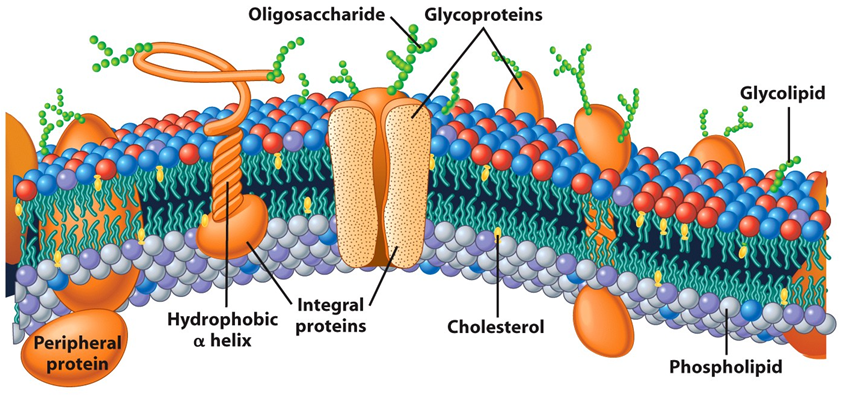 Oligosaccharide
Glycoproteins
Glycolipid
Hydrophobic
α helix
Integral
proteins
Cholesterol
Peripheral
protein
Phospholipid